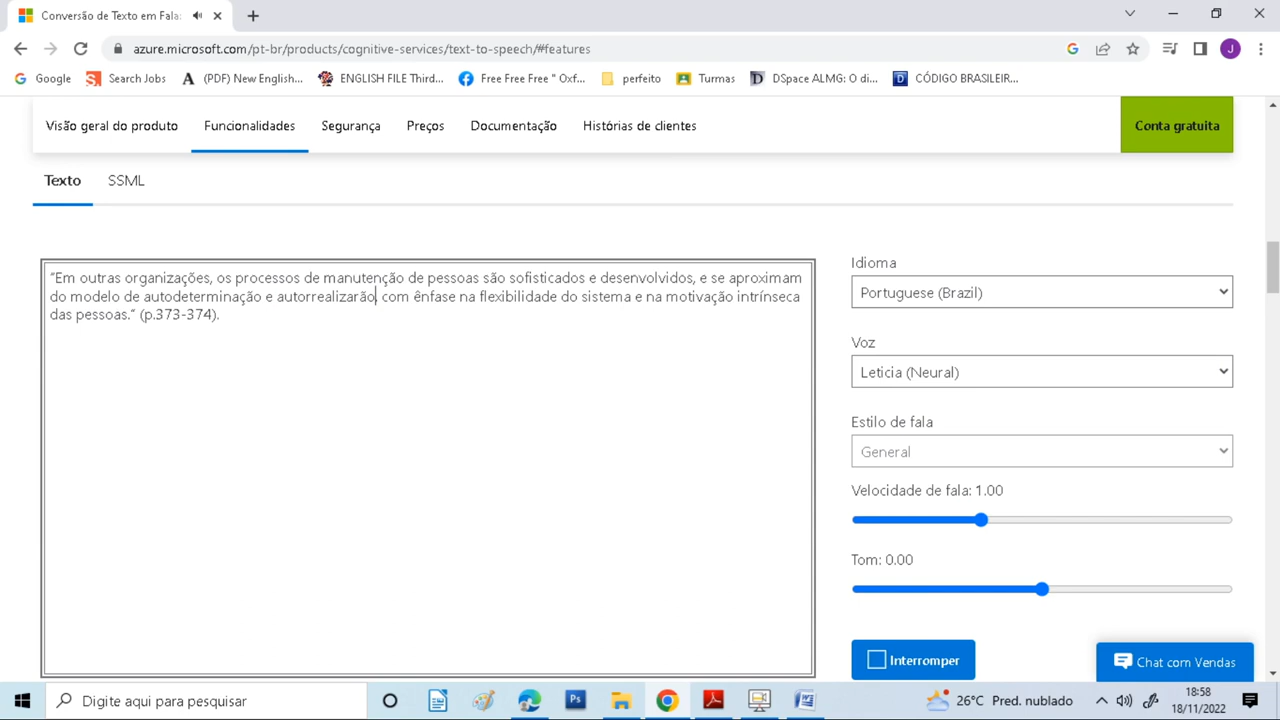 Conversão de Texto em Fala:
azure.microsoft.com/pt-br/products/cognitive-services/text-to-speech/#features
J
Google
Search Jobs
(PDF) New English...
ENGLISH FILE Third...
Free Free Free " Oxf...
perfeito
Turmas
DSpace ALMG: O di...
CÓDIGO BRASILEIR...
Visão geral do produto
Funcionalidades
Segurança
Preços
Documentação
Histórias de clientes
Conta gratuita
Texto
SSML
"Em outras organizações, os processos de manutenção de pessoas são sofisticados e desenvolvidos, e se aproximam
do modelo de autodeterminação e autorrealizarão, com ênfase na flexibilidade do sistema e na motivação intrínseca
das pessoas." (p.373-374).
Idioma
Portuguese (Brazil)
Voz
Leticia (Neural)
Estilo de fala
General
Velocidade de fala: 1.00
Tom: 0.00
Interromper
Chat com Vendas
Digite aqui para pesquisar
Ps
26°C Pred. nublado
18:58
18/11/2022